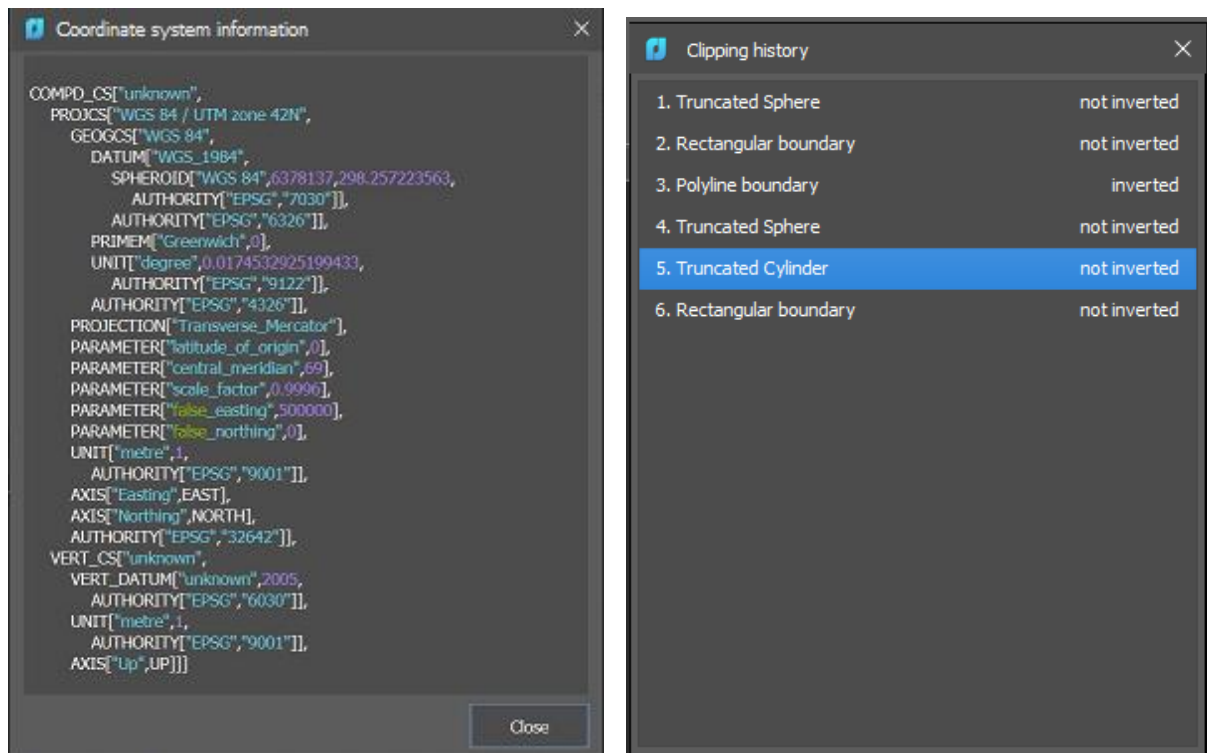 Coordinate system information
COMPD_CS["unknown",
PROJCS["WGS 84 / UTM zone 42N",
GEOGCS["WGS 84",
DATUM["WGS_1984",
SPHEROID["WGS 84",6378137,298.257223563,
AUTHORITY["EPSG","7030"]],
AUTHORITY["EPSG","6326"]],
PRIMEM["Greenwich",0],
UNIT["degree",0.0174532925199433,
AUTHORITY["EPSG","9122"]],
AUTHORITY["EPSG","4326"]],
PROJECTION["Transverse_Mercator"],
PARAMETER["latitude_of_origin",0],
PARAMETER["central_meridian",69],
PARAMETER["scale_factor",0.9996],
PARAMETER["false_easting",500000],
PARAMETER["false_northing",0],
UNIT["metre",1,
AUTHORITY["EPSG","9001"]],
AXIS["Easting",EAST],
AXIS["Northing",NORTH],
AUTHORITY["EPSG","32642"]],
VERT_CS["unknown",
VERT_DATUM["unknown",2005,
AUTHORITY["EPSG","6030"]],
UNIT["metre",1,
AUTHORITY["EPSG","9001"]],
AXIS["Up",UP]]]
Close
Clipping history
1. Truncated Sphere not inverted
2. Rectangular boundary not inverted
3. Polyline boundary inverted
4. Truncated Sphere not inverted
5. Truncated Cylinder not inverted
6. Rectangular boundary not inverted